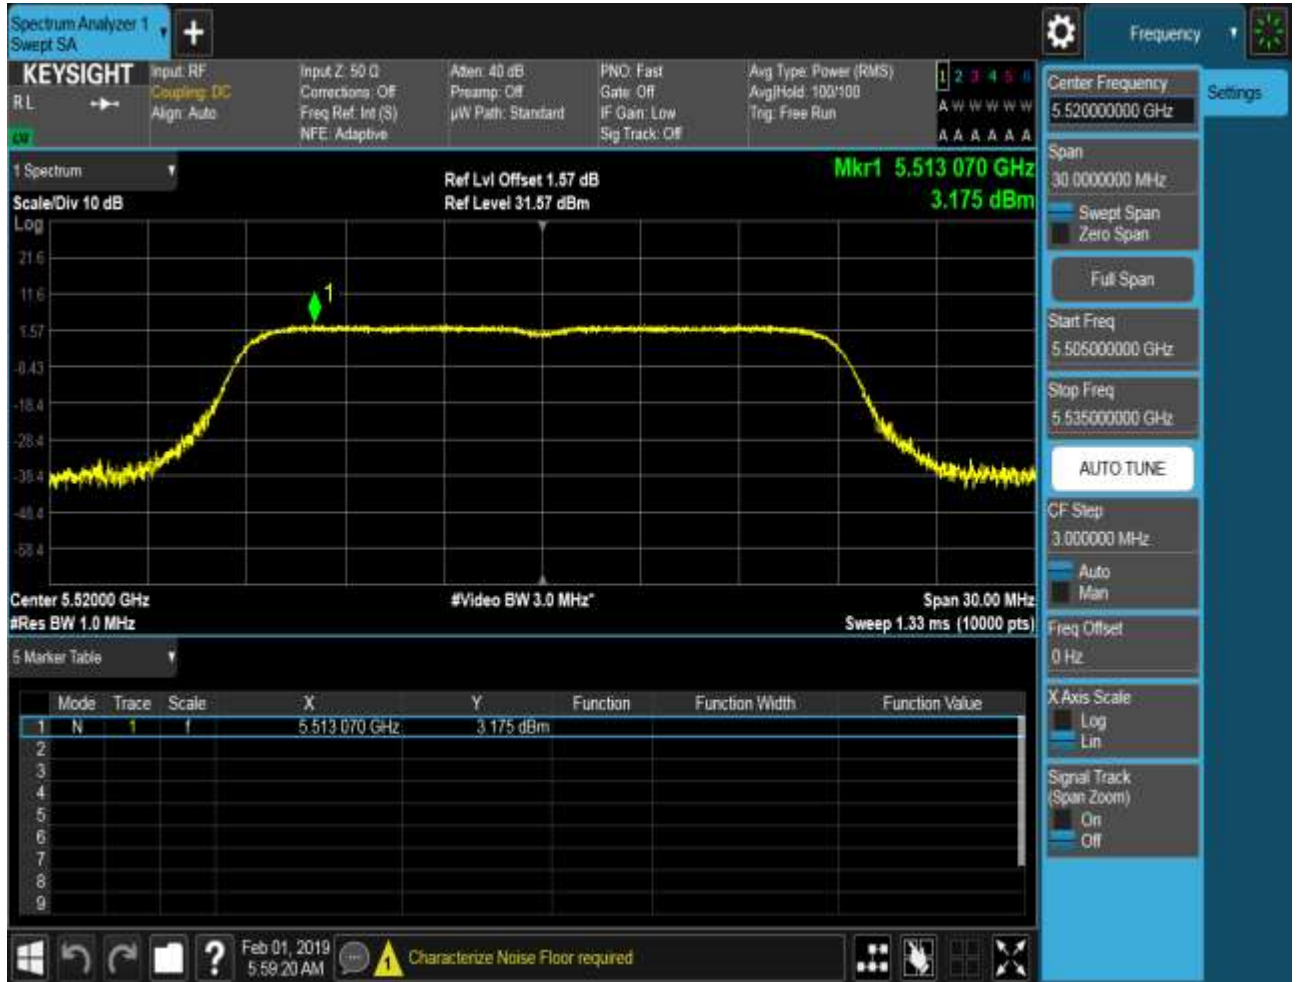 Spectrum Analyzer 1
Swept SA
+
Frequency
KEYSIGHT
RL
Input: RF
Coupling: DC
Align: Auto
Input Z: 50 Ω
Corrections: Off
Freq Ref: Int (S)
NFE: Adaptive
Atten: 40 dB
Preamp: Off
µW Path: Standard
PNO: Fast
Gate: Off
IF Gain: Low
Sig Track: Off
Avg Type: Power (RMS)
Avg|Hold: 100/100
Trig: Free Run
1 2 3 4 5 6
A W W W W W
A A A A A A
1 Spectrum
Scale/Div 10 dB
Ref Lvl Offset 1.57 dB
Ref Level 31.57 dBm
Mkr1 5.513 070 GHz
3.175 dBm
Log
21.6
11.6
1.57
-8.43
-18.4
-28.4
-38.4
-48.4
-58.4
1
Center 5.52000 GHz
#Res BW 1.0 MHz
#Video BW 3.0 MHz*
Span 30.00 MHz
Sweep 1.33 ms (10000 pts)
5 Marker Table
Mode Trace Scale X Y Function Function Width Function Value
1 N 1 f 5.513 070 GHz 3.175 dBm
2
3
4
5
6
7
8
9
Center Frequency
5.520000000 GHz
Settings
Span
30.0000000 MHz
Swept Span
Zero Span
Full Span
Start Freq
5.505000000 GHz
Stop Freq
5.535000000 GHz
AUTO TUNE
CF Step
3.000000 MHz
Auto
Man
Freq Offset
0 Hz
X Axis Scale
Log
Lin
Signal Track
(Span Zoom)
On
Off
?
Feb 01, 2019
5:59:20 AM
1
Characterize Noise Floor required